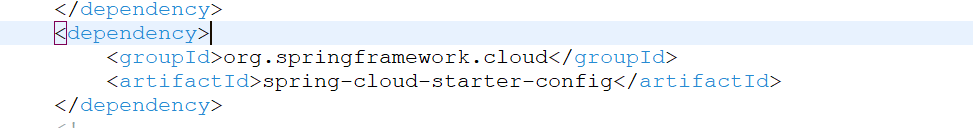 </dependency>
<dependency>
<groupId>org.springframework.cloud</groupId>
<artifactId>spring-cloud-starter-config</artifactId>
</dependency>